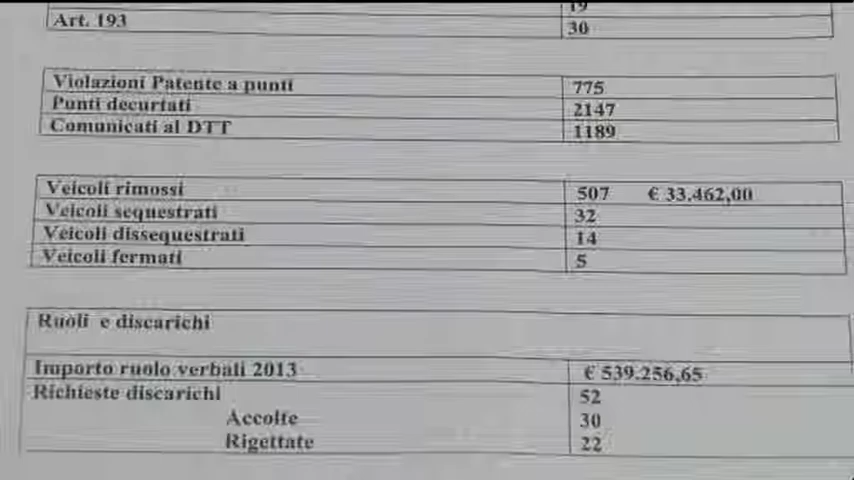 19
Art. 193 30
Violazioni Patente a punti 775
Punti decurtati 2147
Comunicati al DTT 1189
Veicoli rimossi 507 € 33.462,00
Veicoli sequestrati 32
Veicoli dissequestrati 14
Veicoli fermati 5
Ruoli e discarichi
Importo ruolo verbali 2013 € 539.256,65
Richieste discarichi 52
Accolte 30
Rigettate 22